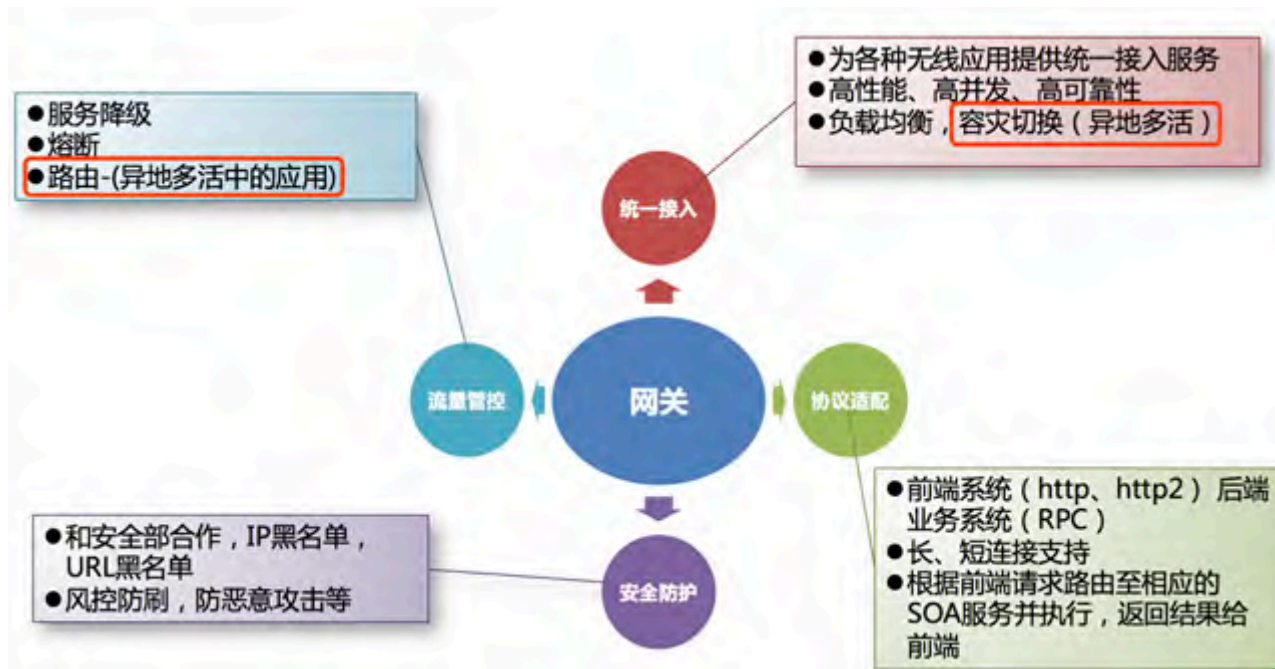 ●为各种无线应用提供统一接入服务
●高性能、高并发、高可靠性
●负载均衡，容灾切换（异地多活）
●服务降级
●熔断
●路由-(异地多活中的应用)
统一接入
流量管控
网关
协议适配
●前端系统（http、http2）后端
业务系统（RPC）
●长、短连接支持
●根据前端请求路由至相应的
SOA服务并执行，返回结果给
前端
●和安全部合作，IP黑名单，
URL黑名单
●风控防刷，防恶意攻击等
安全防护